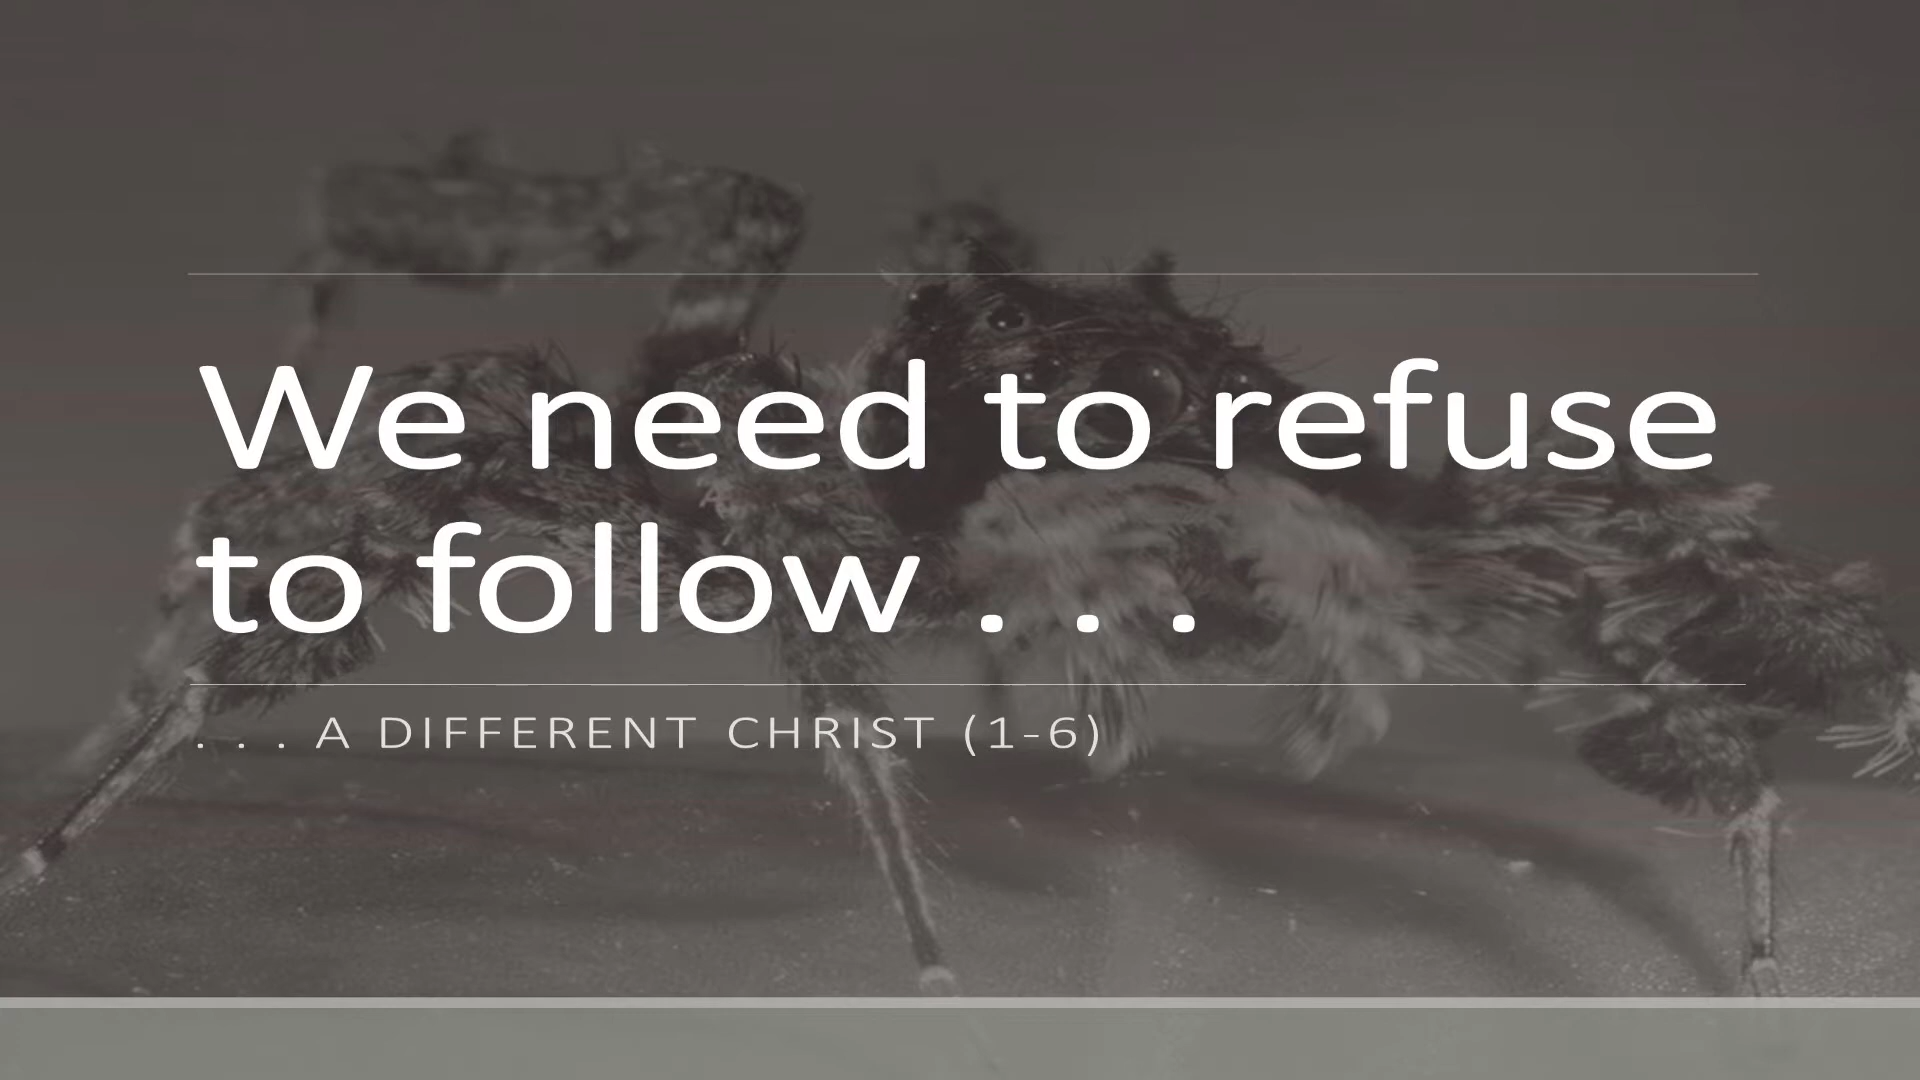 We need to refuse
to follow . . .
. . . A DIFFERENT CHRIST (1-6)